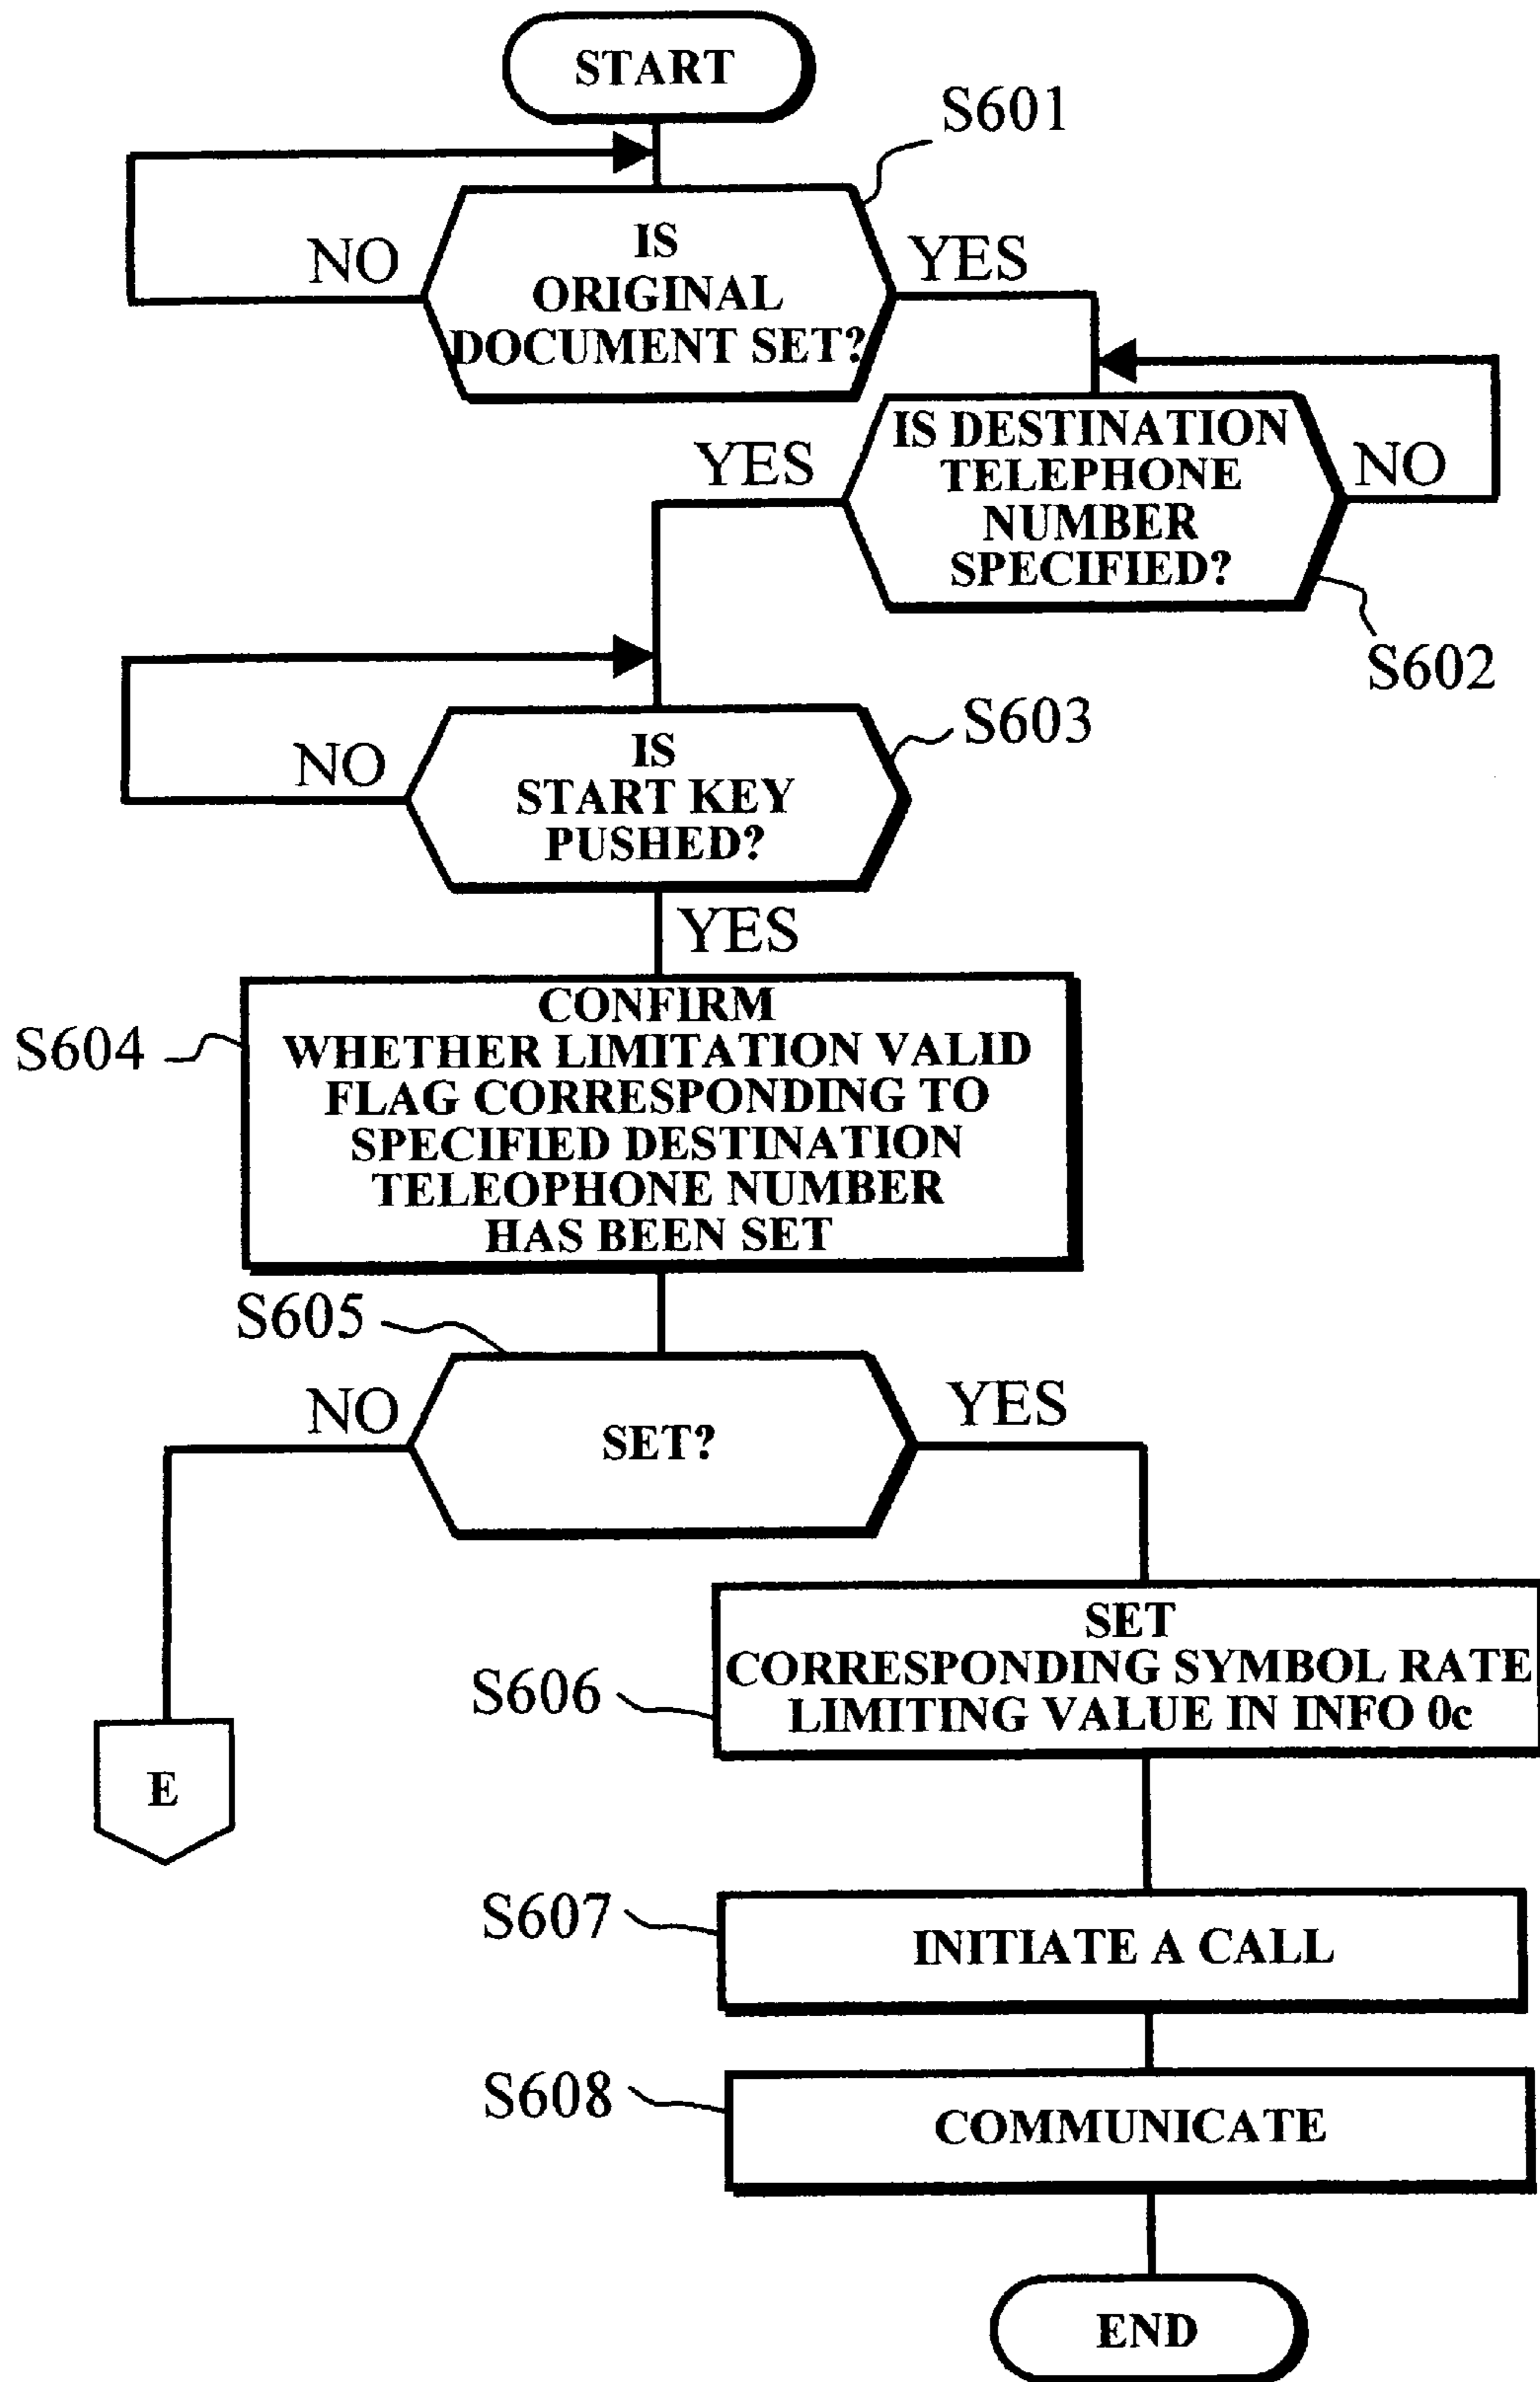 START
S601
IS
ORIGINAL
DOCUMENT SET?
NO
YES
IS DESTINATION
TELEPHONE
NUMBER
SPECIFIED?
YES
NO
S602
S603
IS
START KEY
PUSHED?
NO
YES
S604
CONFIRM
WHETHER LIMITATION VALID
FLAG CORRESPONDING TO
SPECIFIED DESTINATION
TELEOPHONE NUMBER
HAS BEEN SET
S605
NO
SET?
YES
S606
SET
CORRESPONDING SYMBOL RATE
LIMITING VALUE IN INFO 0c
E
S607
INITIATE A CALL
S608
COMMUNICATE
END